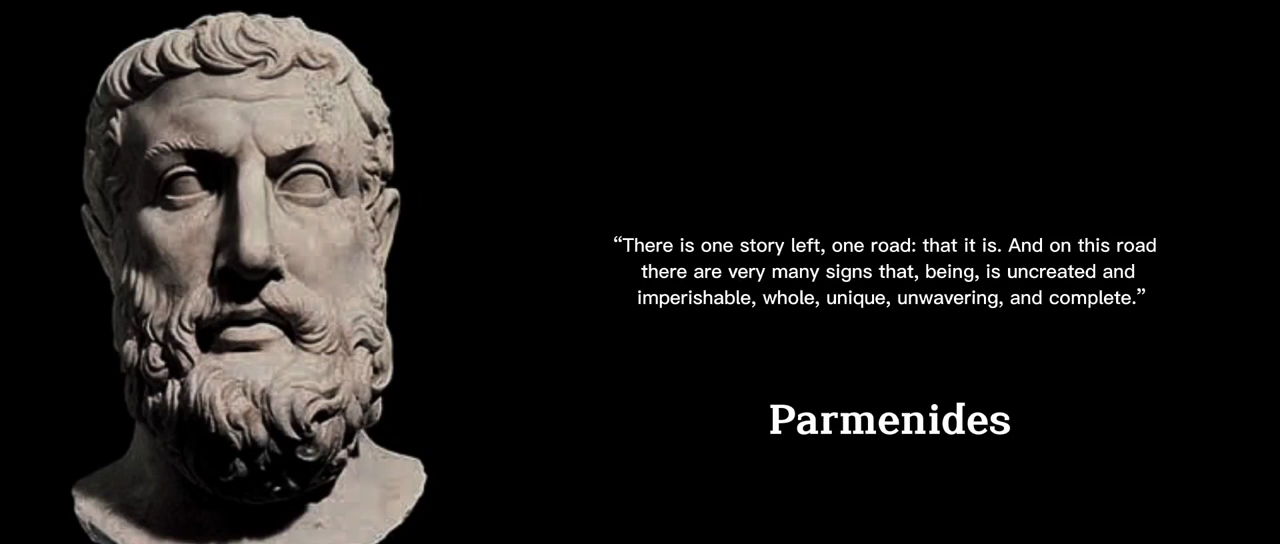 “There is one story left, one road: that it is. And on this road
there are very many signs that, being, is uncreated and
imperishable, whole, unique, unwavering, and complete.”
Parmenides